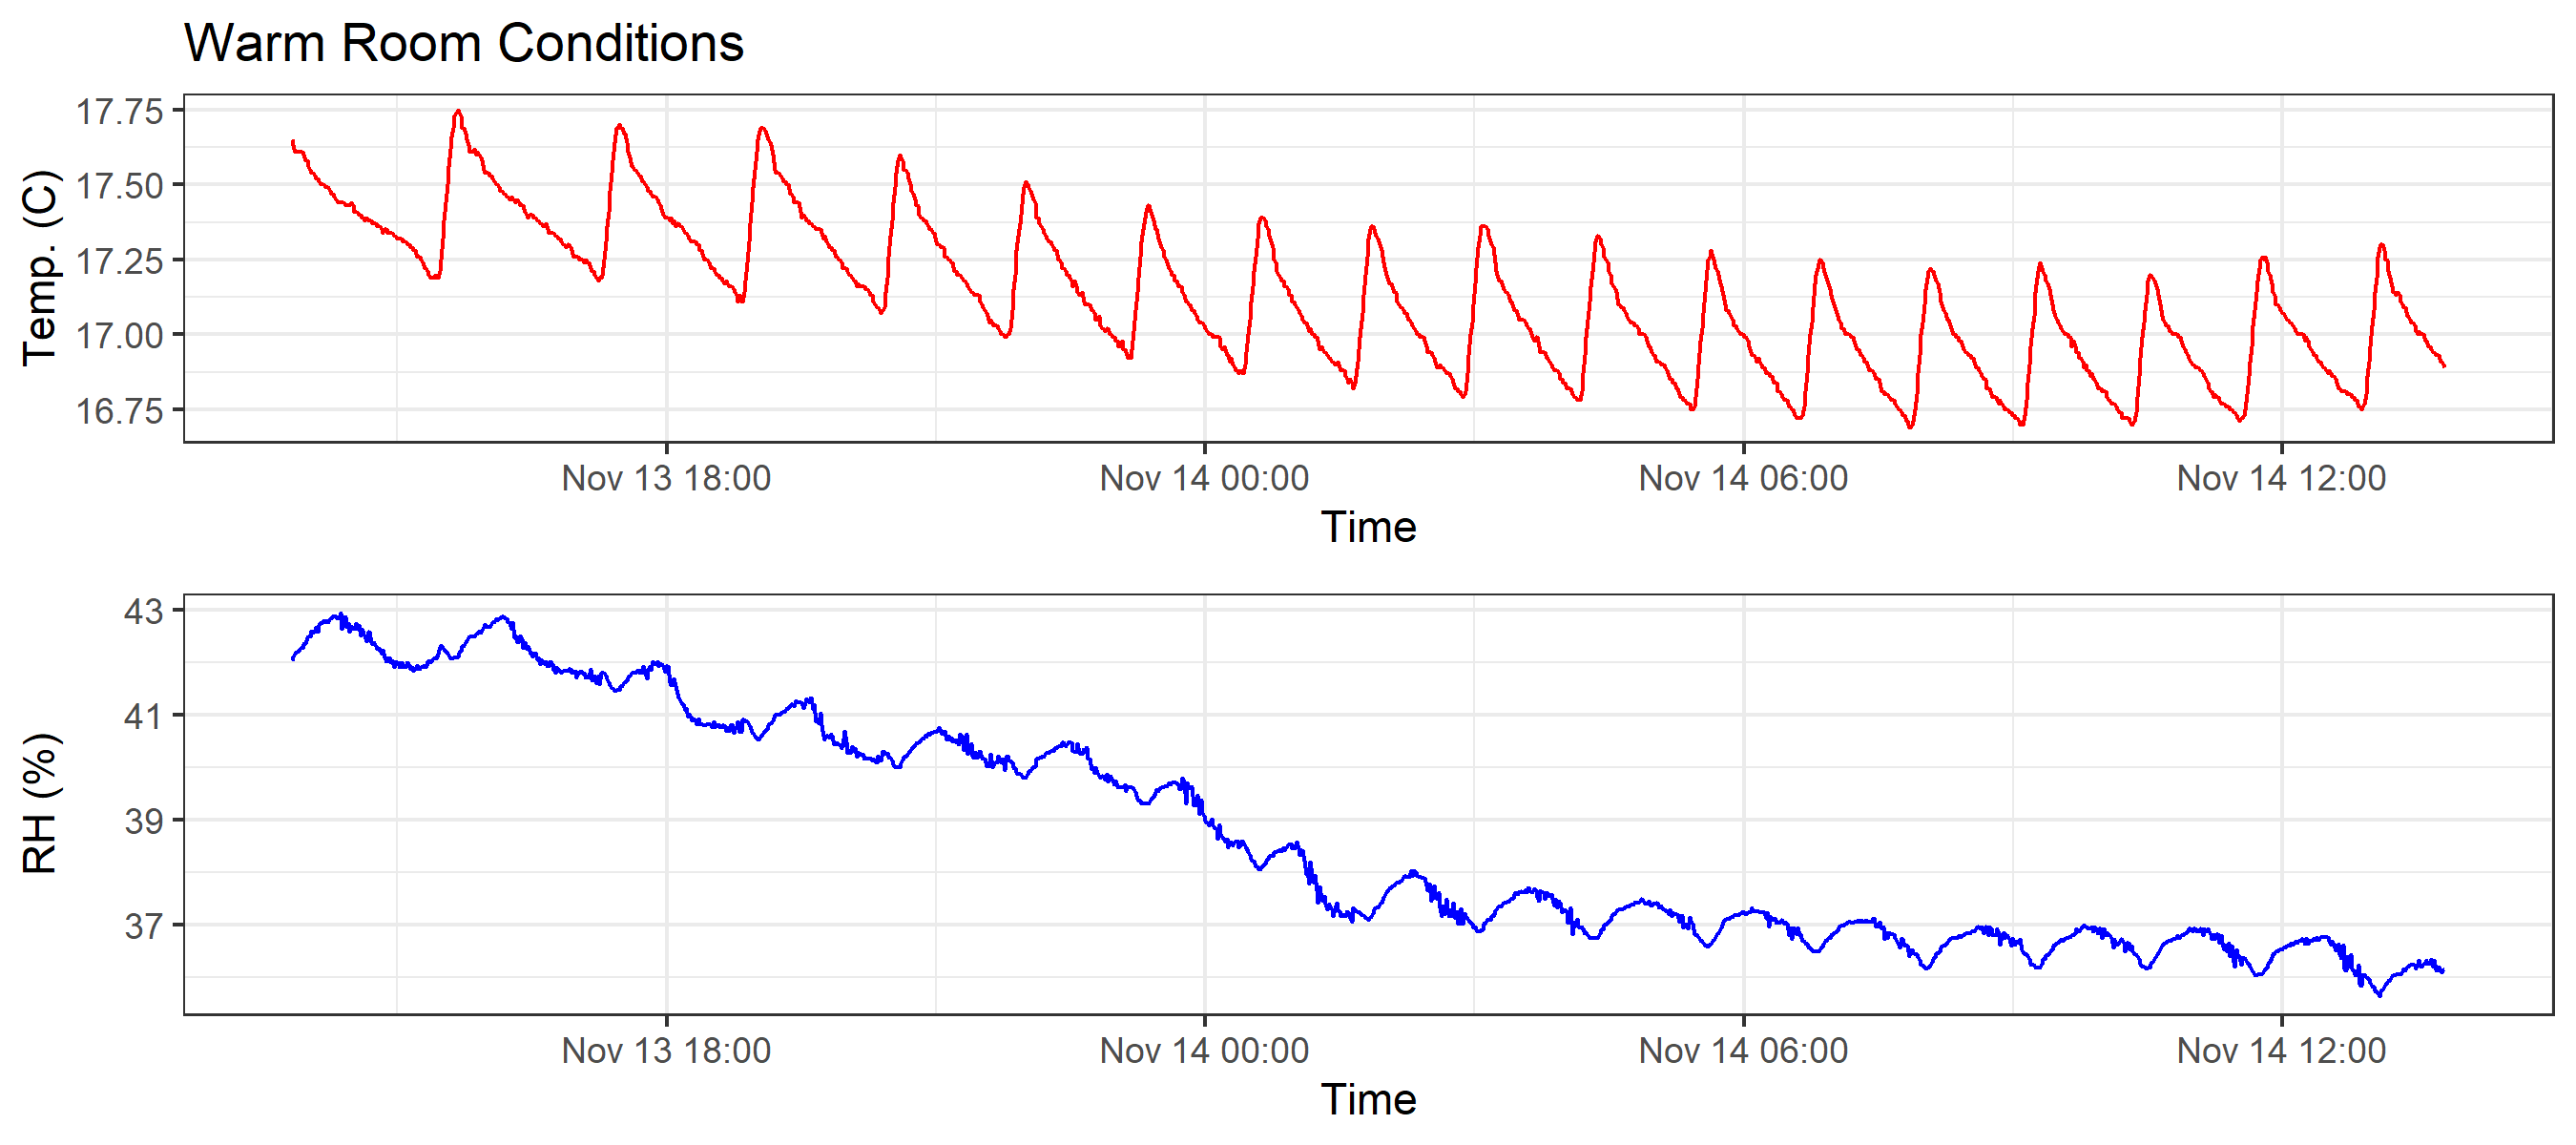 Warm Room Conditions
Temp. (C)
17.75
17.50
17.25
17.00
16.75
Nov 13 18:00 Nov 14 00:00 Nov 14 06:00 Nov 14 12:00
Time
RH (%)
43
41
39
37
Nov 13 18:00 Nov 14 00:00 Nov 14 06:00 Nov 14 12:00
Time